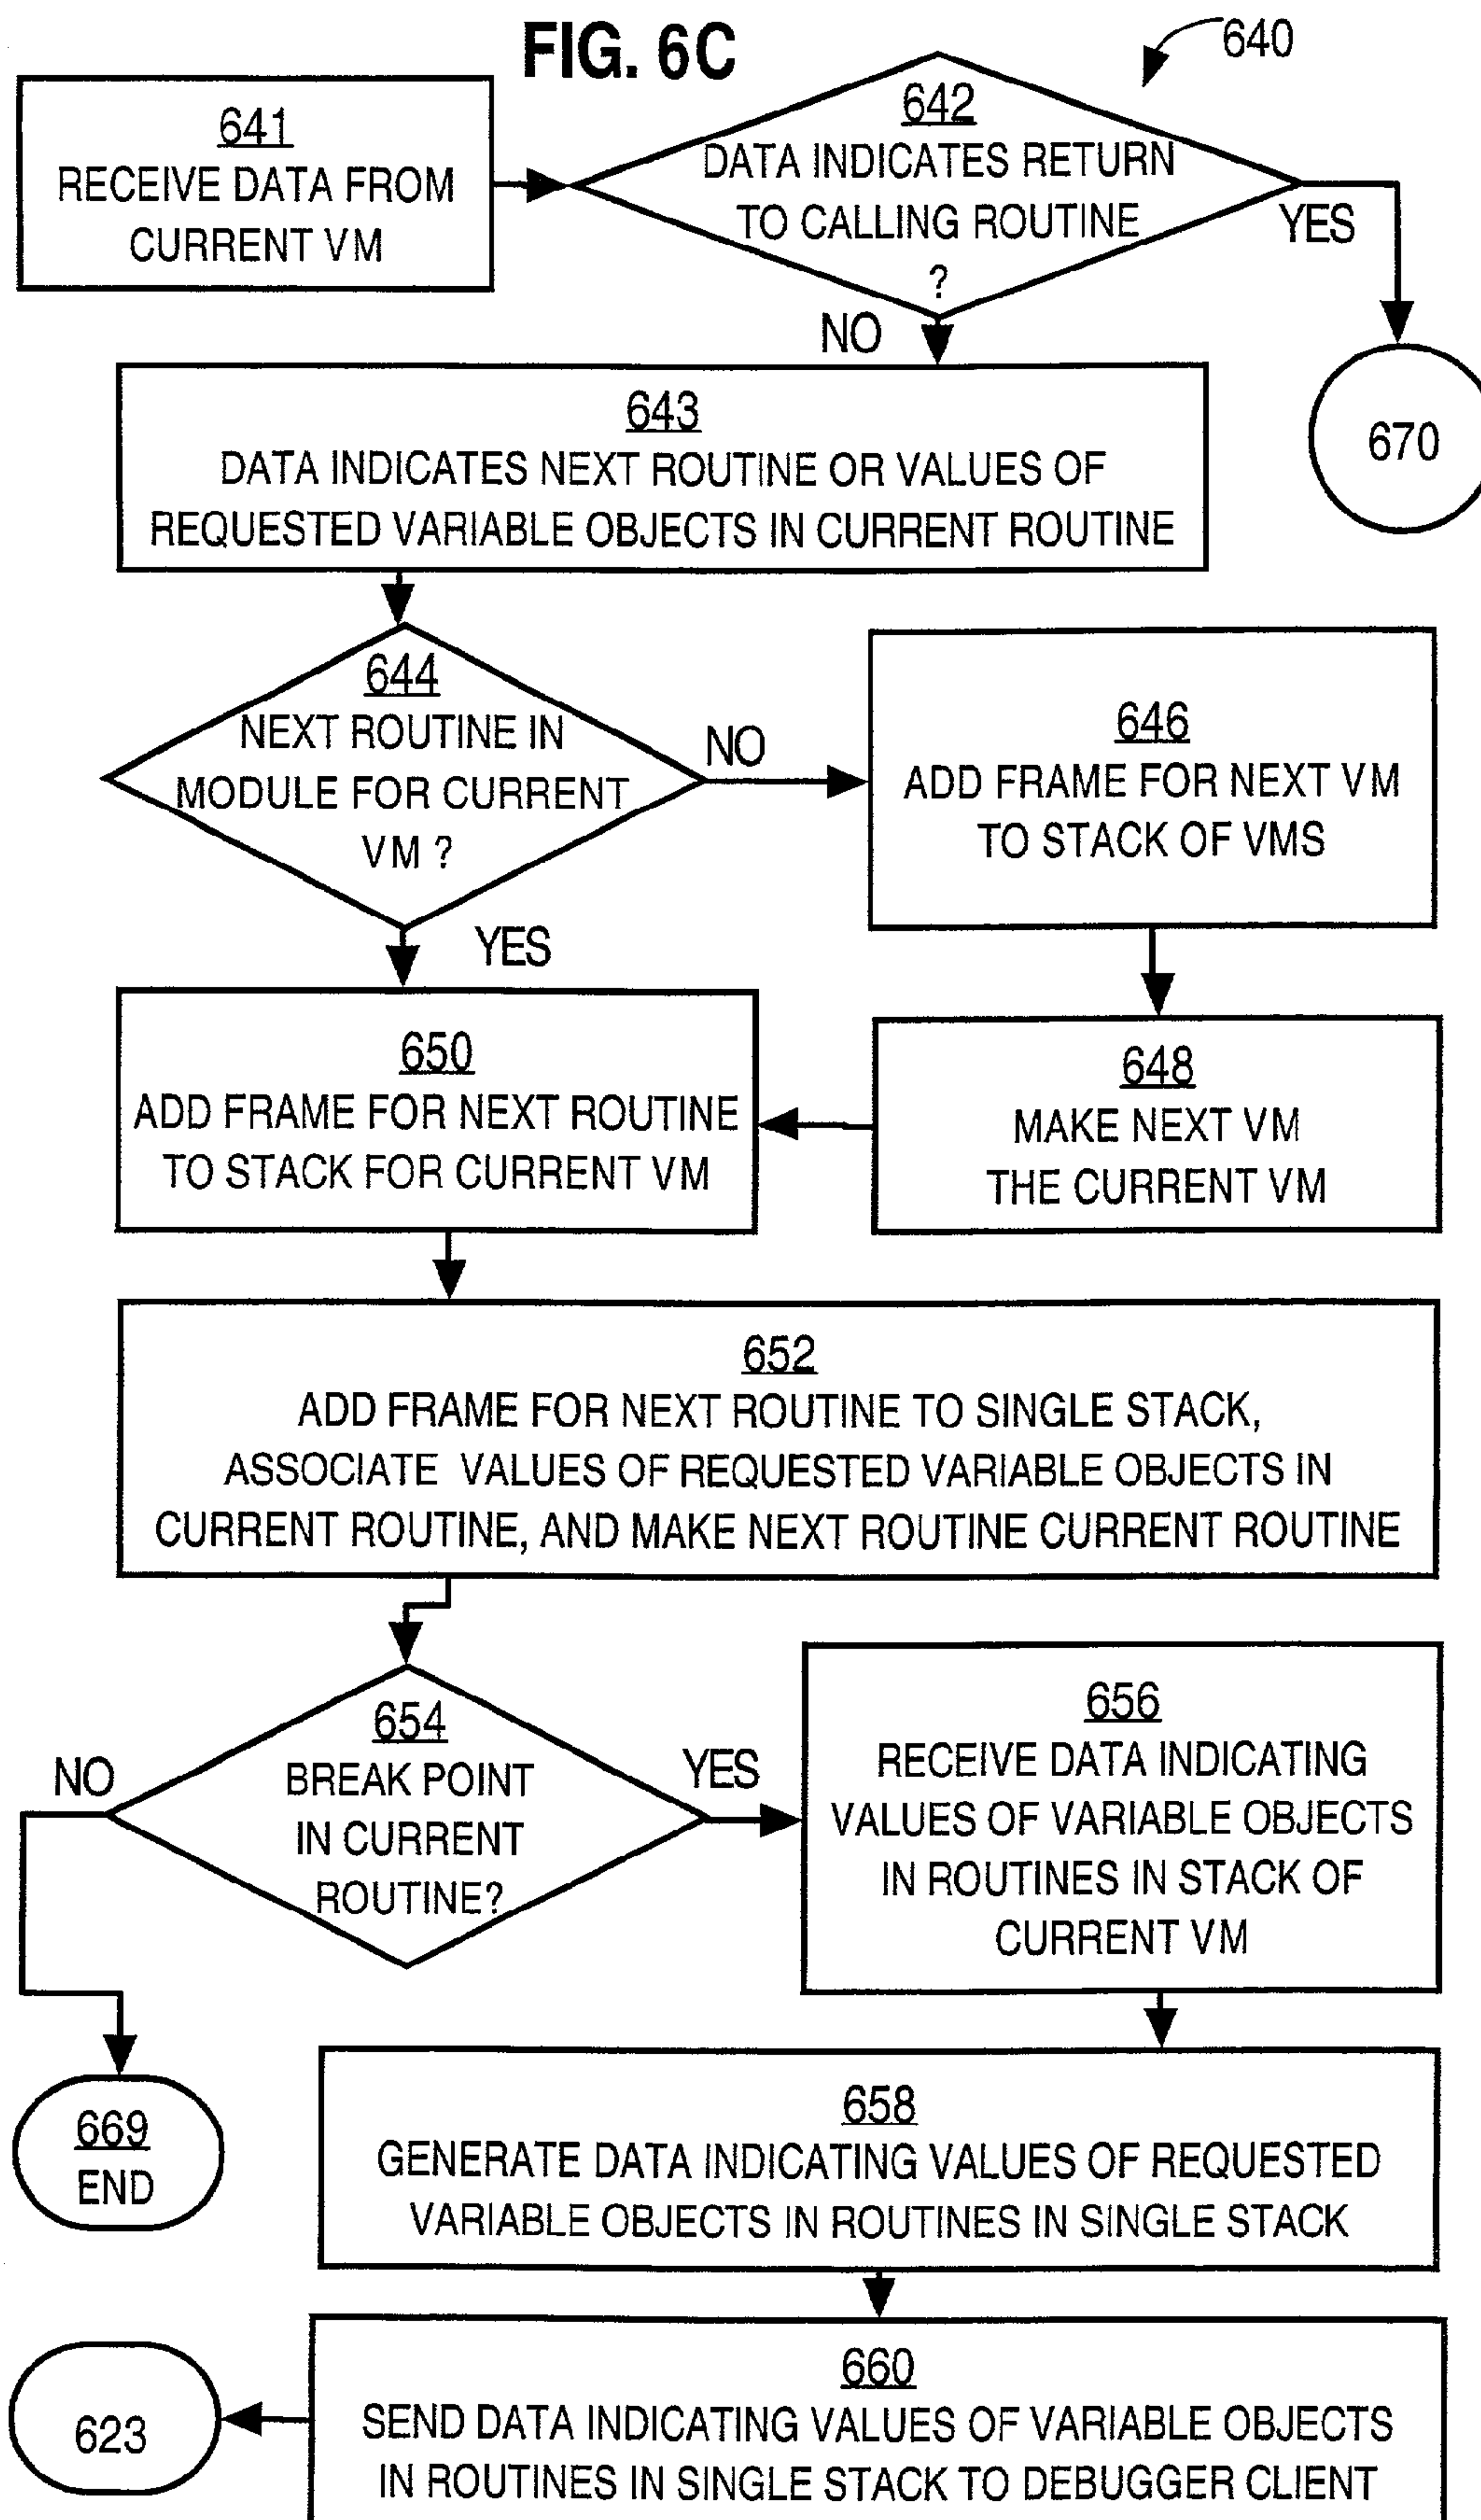 FIG. 6C
640
641
RECEIVE DATA FROM
CURRENT VM
642
DATA INDICATES RETURN
TO CALLING ROUTINE
?
YES
NO
670
643
DATA INDICATES NEXT ROUTINE OR VALUES OF
REQUESTED VARIABLE OBJECTS IN CURRENT ROUTINE
644
NEXT ROUTINE IN
MODULE FOR CURRENT
VM ?
NO
646
ADD FRAME FOR NEXT VM
TO STACK OF VMS
YES
650
ADD FRAME FOR NEXT ROUTINE
TO STACK FOR CURRENT VM
648
MAKE NEXT VM
THE CURRENT VM
652
ADD FRAME FOR NEXT ROUTINE TO SINGLE STACK,
ASSOCIATE VALUES OF REQUESTED VARIABLE OBJECTS IN
CURRENT ROUTINE, AND MAKE NEXT ROUTINE CURRENT ROUTINE
654
BREAK POINT
IN CURRENT
ROUTINE?
NO
YES
656
RECEIVE DATA INDICATING
VALUES OF VARIABLE OBJECTS
IN ROUTINES IN STACK OF
CURRENT VM
669
END
658
GENERATE DATA INDICATING VALUES OF REQUESTED
VARIABLE OBJECTS IN ROUTINES IN SINGLE STACK
660
SEND DATA INDICATING VALUES OF VARIABLE OBJECTS
IN ROUTINES IN SINGLE STACK TO DEBUGGER CLIENT
623